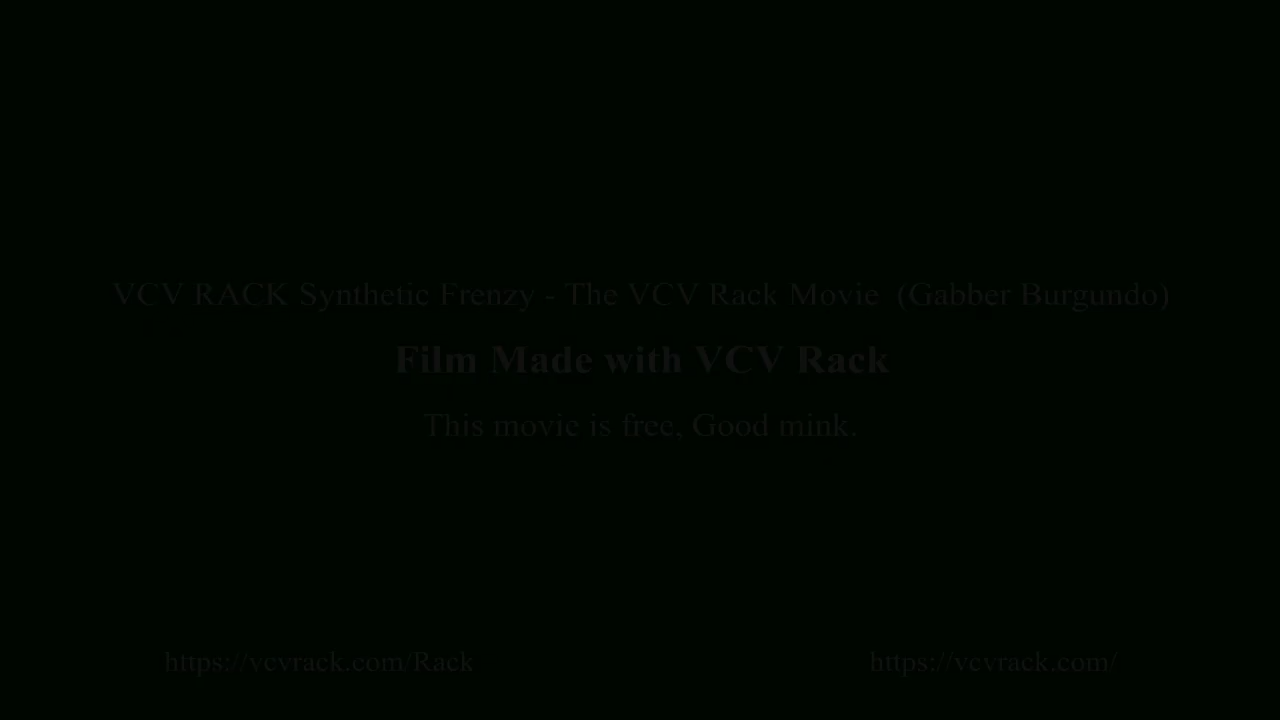 VCV RACK Synthetic Frenzy - The VCV Rack Movie (Gabber Burgundo)
Film Made with VCV Rack
This movie is free, Good mink.
https://vcvrack.com/Rack https://vcvrack.com/